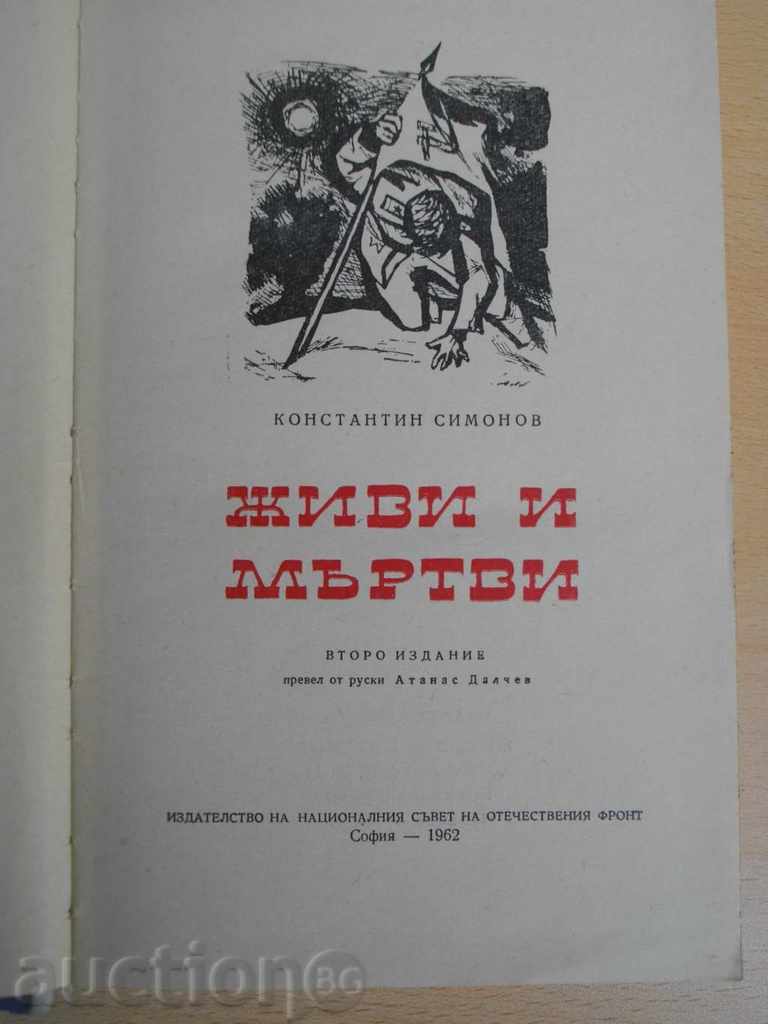 КОНСТАНТИН СИМОНОВ
ЖИВИ И
МЪРТВИ
ВТОРО ИЗДАНИЕ
превел от руски Атанас Далчев
ИЗДАТЕЛСТВО НА НАЦИОНАЛНИЯ СЪВЕТ НА ОТЕЧЕСТВЕНИЯ ФРОНТ
София — 1962
auction BG